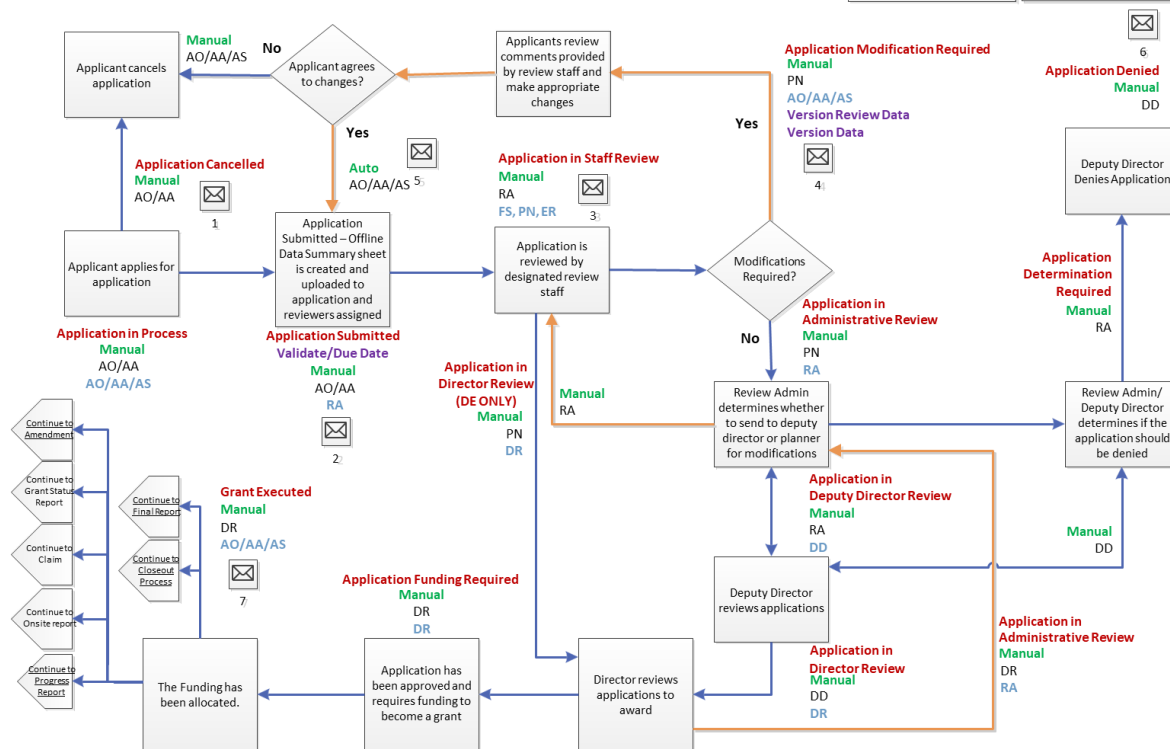 Manual
AO/AA/AS
No
Applicant cancels
application
Applicant agrees
to changes?
Applicants review
comments provided
by review staff and
make appropriate
changes
Application Modification Required
Manual
PN
AO/AA/AS
Version Review Data
Version Data
4
6
Application Denied
Manual
DD
Yes
Yes
Auto
AO/AA/AS
5
Application Cancelled
Manual
AO/AA
1
Application in Staff Review
Manual
RA
FS, PN, ER
3
Deputy Director
Denies Application
Applicant applies for
application
Application
Submitted – Offline
Data Summary sheet
is created and
uploaded to
application and
reviewers assigned
Application is
reviewed by
designated review
staff
Modifications
Required?
Application
Determination
Required
Manual
RA
Application in Process
Manual
AO/AA
AO/AA/AS
Application Submitted
Validate/Due Date
Manual
AO/AA
RA
2
No
Application in
Administrative Review
Manual
PN
RA
Application in
Director Review
(DE ONLY)
Manual
PN
DR
Manual
RA
Review Admin
determines whether
to send to deputy
director or planner
for modifications
Review Admin/
Deputy Director
determines if the
application should
be denied
Continue to
Amendment
Continue to
Grant Status
Report
Continue to
Claim
Continue to
Onsite report
Continue to
Progress
Report
Continue to
Final Report
Continue to
Closeout
Process
Grant Executed
Manual
DR
AO/AA/AS
7
Application in
Deputy Director Review
Manual
RA
DD
Manual
DD
Application Funding Required
Manual
DR
DR
Deputy Director
reviews applications
Application in
Director Review
Manual
DD
DR
Application in
Administrative Review
Manual
DR
RA
The Funding has
been allocated.
Application has
been approved and
requires funding to
become a grant
Director reviews
applications to
award